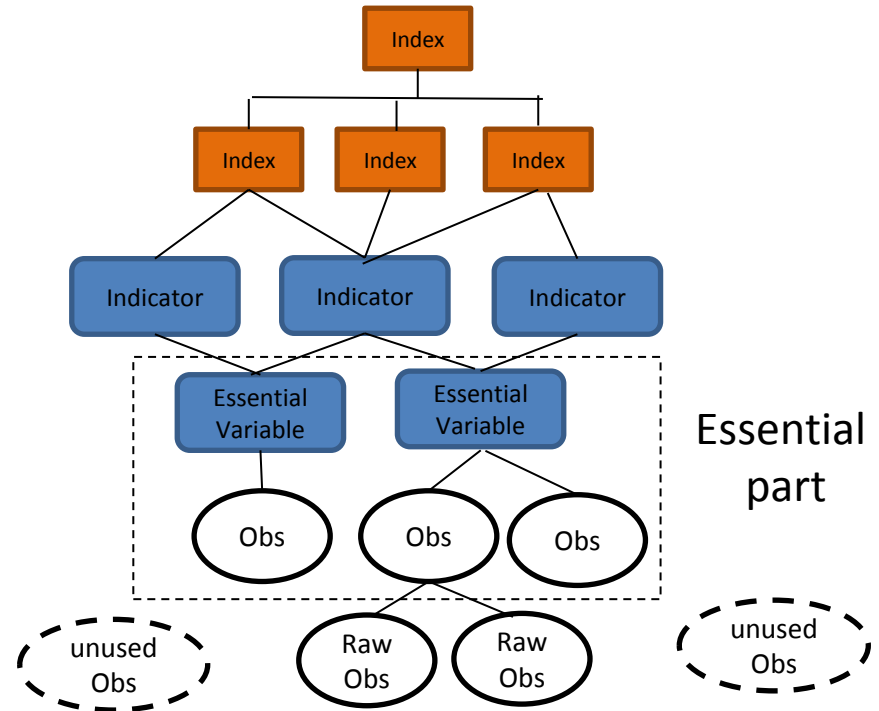 Index
Index
Index
Index
Indicator
Indicator
Indicator
Essential
Variable
Essential
Variable
Essential
part
Obs
Obs
Obs
unused
Obs
Raw
Obs
Raw
Obs
unused
Obs